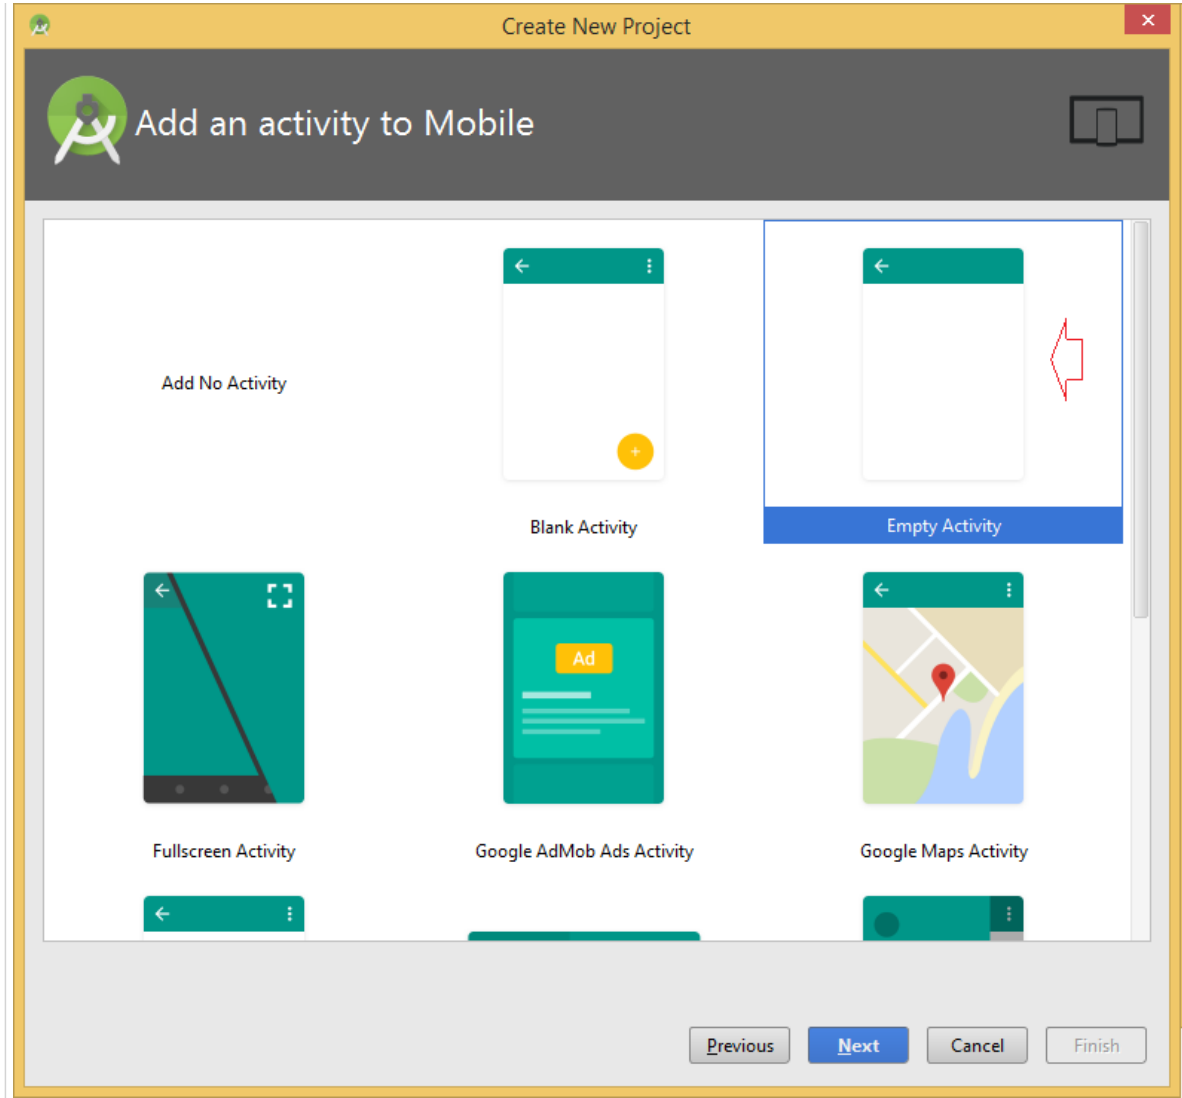 Create New Project
Add an activity to Mobile
Add No Activity
Blank Activity
Empty Activity
Ad
Fullscreen Activity
Google AdMob Ads Activity
Google Maps Activity
Previous
Next
Cancel
Finish